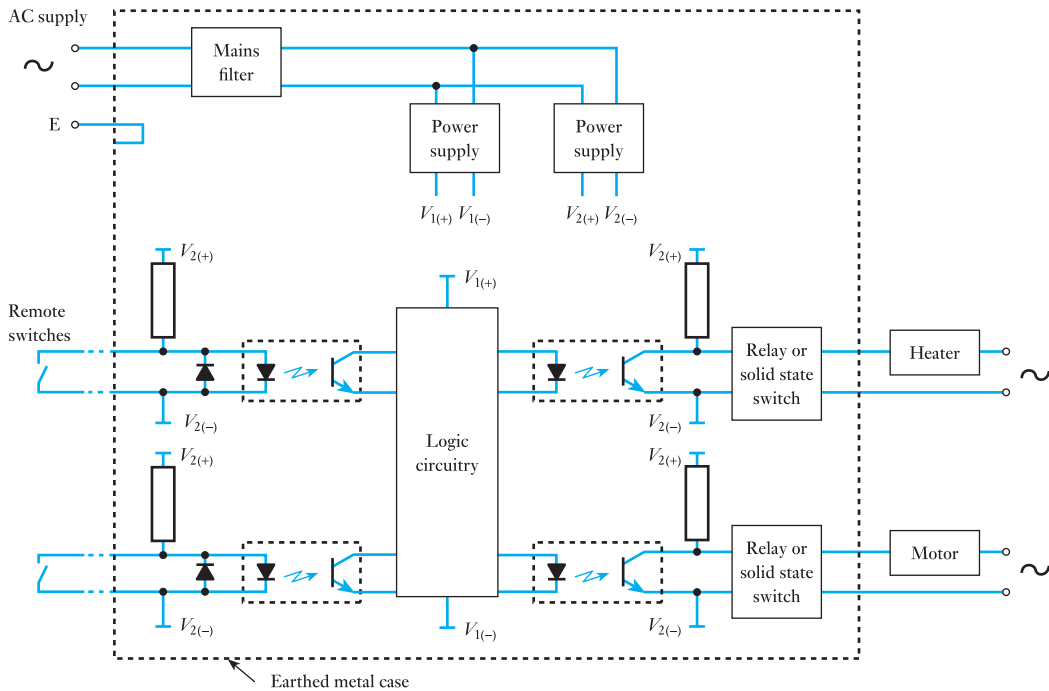 AC supply
Mains
filter
E
Power
supply
Power
supply
V1(+) V1(–)
V2(+) V2(–)
V2(+)
V2(+)
V1(+)
Remote
switches
Relay or
solid state
switch
Heater
V2(–)
V2(–)
Logic
circuitry
V2(+)
V2(+)
Relay or
solid state
switch
Motor
V2(–)
V1(–)
V2(–)
Earthed metal case